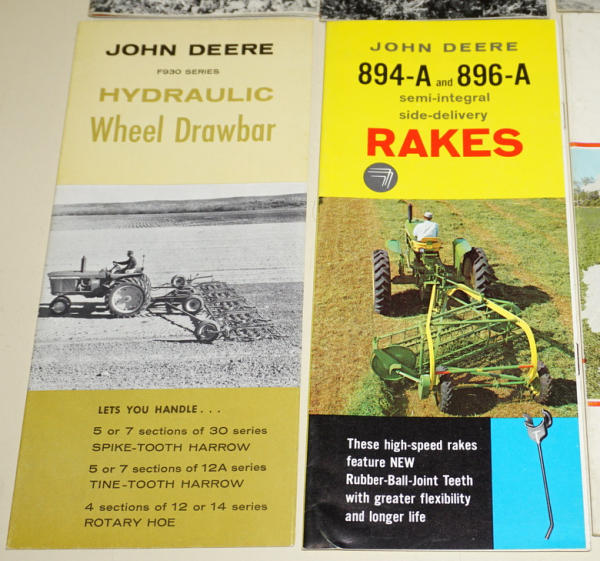 JOHN DEERE
F930 SERIES
HYDRAULIC
Wheel Drawbar
LETS YOU HANDLE . . .
5 or 7 sections of 30 series
SPIKE-TOOTH HARROW
5 or 7 sections of 12A series
TINE-TOOTH HARROW
4 sections of 12 or 14 series
ROTARY HOE
JOHN DEERE
894-A and 896-A
semi-integral
side-delivery
RAKES
These high-speed rakes
feature NEW
Rubber-Ball-Joint Teeth
with greater flexibility
and longer life